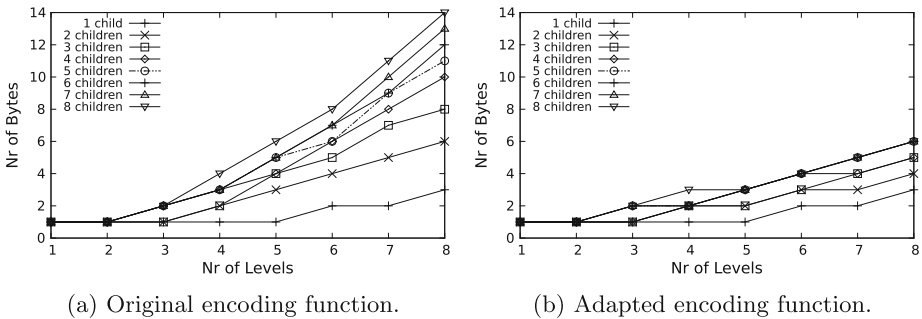 14
12
10
8
6
4
2
0
Nr of Bytes
1 child
2 children
3 children
4 children
5 children
6 children
7 children
8 children
1 2 3 4 5 6 7 8
Nr of Levels
(a) Original encoding function.
14
12
10
8
6
4
2
0
Nr of Bytes
1 child
2 children
3 children
4 children
5 children
6 children
7 children
8 children
1 2 3 4 5 6 7 8
Nr of Levels
(b) Adapted encoding function.